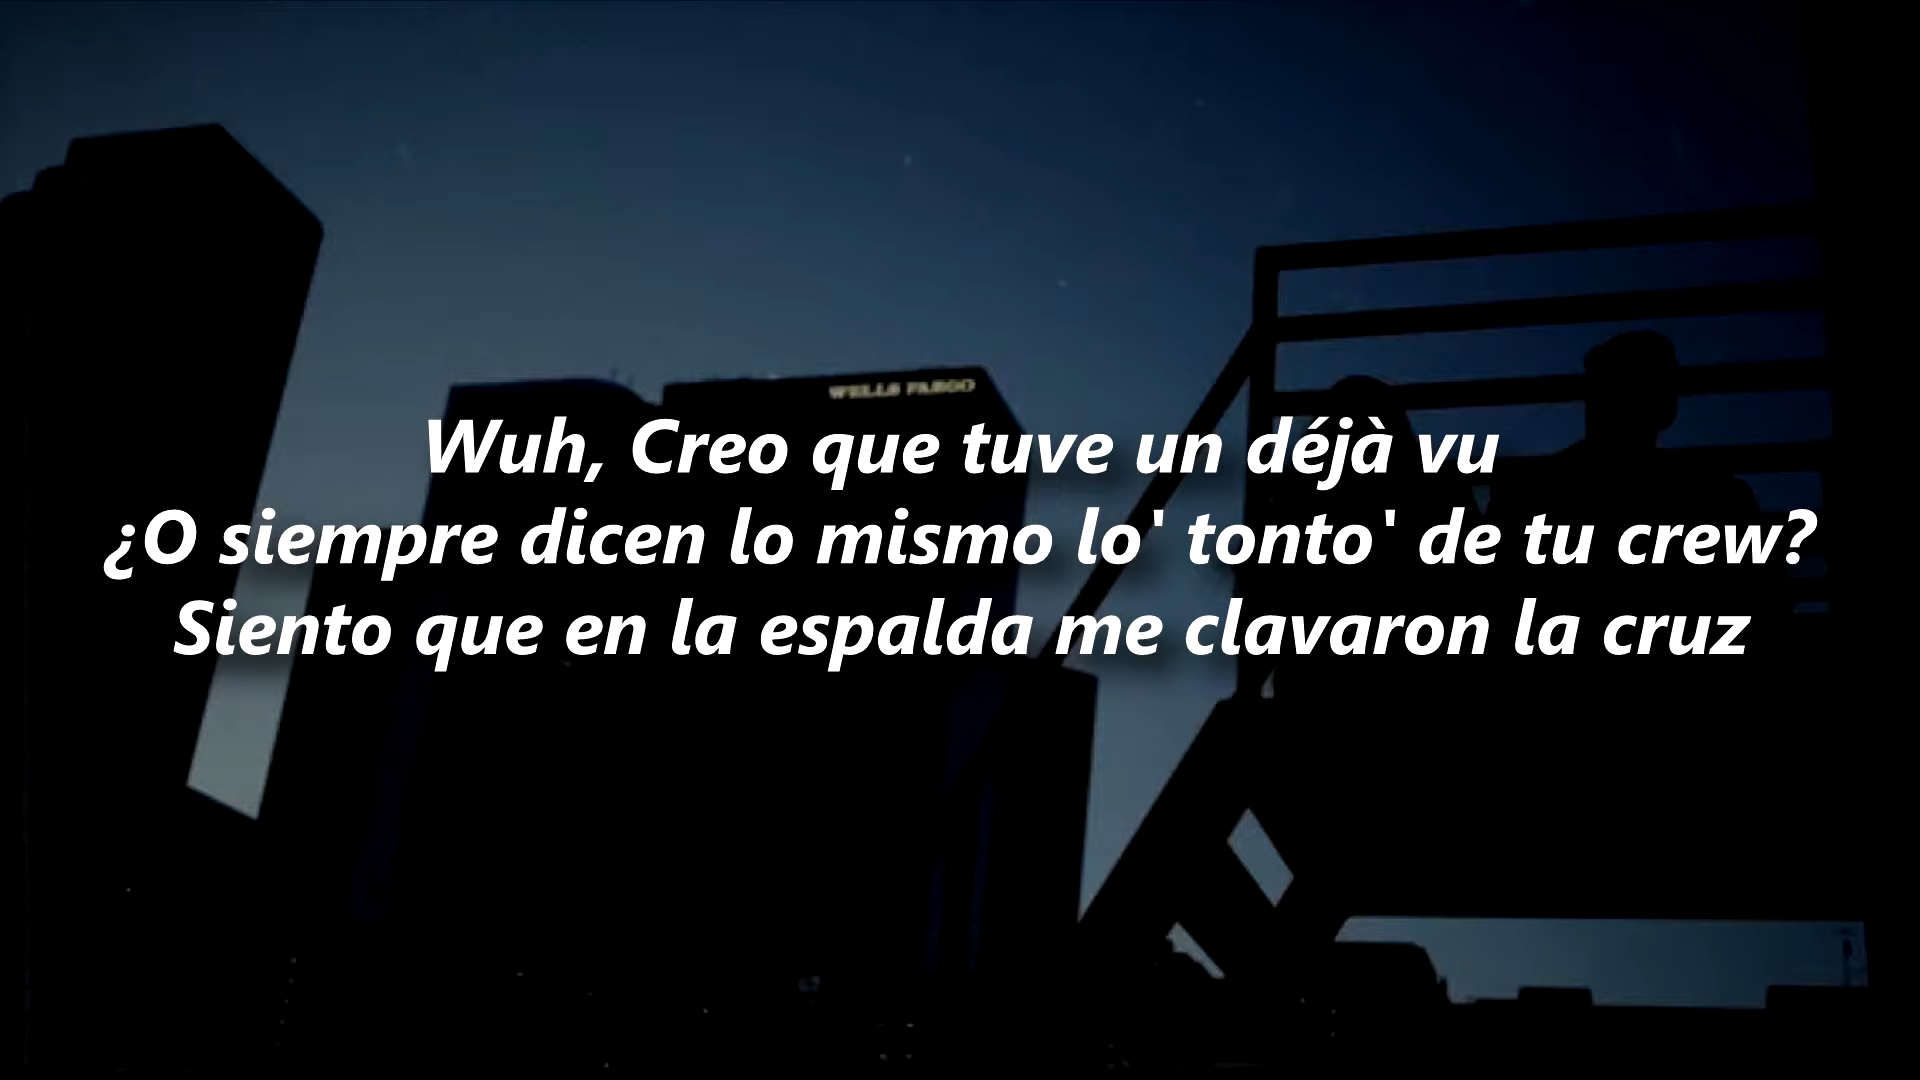 WELLS FARGO
Wuh, Creo que tuve un déjà vu
¿O siempre dicen lo mismo lo' tonto' de tu crew?
Siento que en la espalda me clavaron la cruz